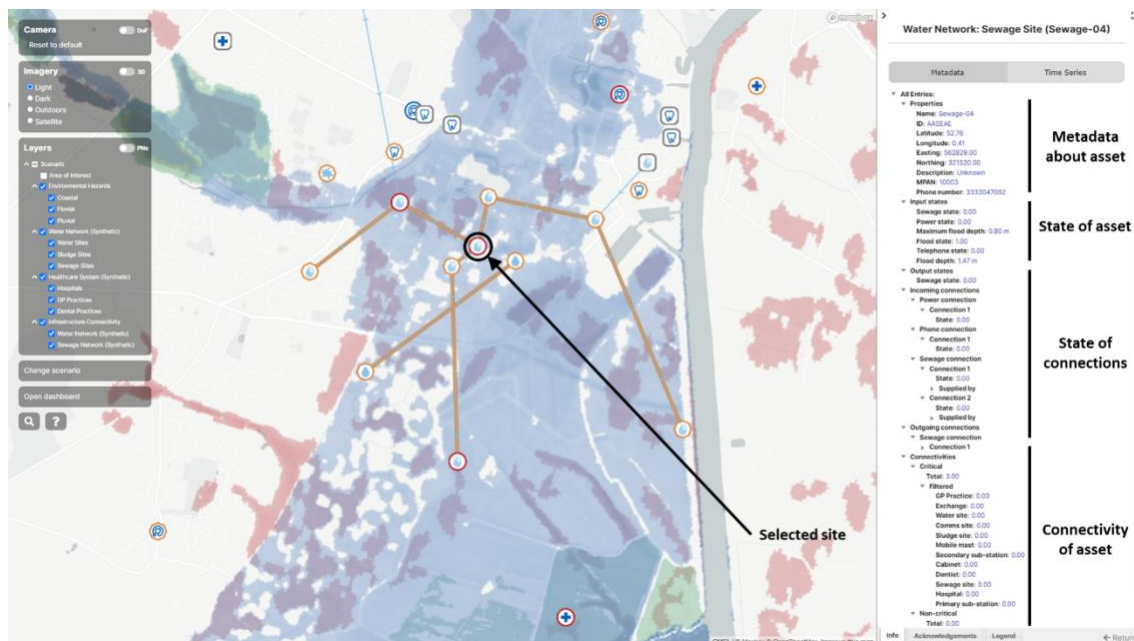 Camera
DoF
Reset to default
Imagery
3D
Light
Dark
Outdoors
Satellite
Layers
PNs
Scenario
Area of Interest
Environmental Hazards
Coastal
Fluvial
Pluvial
Water Network (Synthetic)
Water Sites
Sludge Sites
Sewage Sites
Healthcare System (Synthetic)
Hospitals
GP Practices
Dental Practices
Infrastructure Connectivity
Water Network (Synthetic)
Sewage Network (Synthetic)
Change scenario
Open dashboard
?
mapbox
Selected site
Water Network: Sewage Site (Sewage-04)
Metadata
Time Series
All Entries:
Properties
Name: Sewage-04
ID: AASEAE
Latitude: 52.76
Longitude: 0.41
Easting: 562829.00
Northing: 321320.00
Description: Unknown
MPAN: 10003
Phone number: 3333047092
Metadata
about asset
Input states
Sewage state: 0.00
Power state: 0.00
Maximum flood depth: 0.80 m
Flood state: 1.00
Telephone state: 0.00
Flood depth: 1.47 m
State of asset
Output states
Sewage state: 0.00
Incoming connections
Power connection
Connection 1
State: 0.00
Phone connection
Connection 1
State: 0.00
Sewage connection
Connection 1
State: 0.00
Supplied by
Connection 2
State: 0.00
Supplied by
Outgoing connections
Sewage connection
Connection 1
State of
connections
Connectivities
Critical
Total: 3.00
Filtered
GP Practice: 0.00
Exchange: 0.00
Water site: 0.00
Comms site: 0.00
Sludge site: 0.00
Mobile mast: 0.00
Secondary sub-station: 0.00
Cabinet: 0.00
Dentist: 0.00
Sewage site: 3.00
Hospital: 0.00
Primary sub-station: 0.00
Non-critical
Total: 0.00
Connectivity
of asset
Info
Acknowledgements
Legend
Return